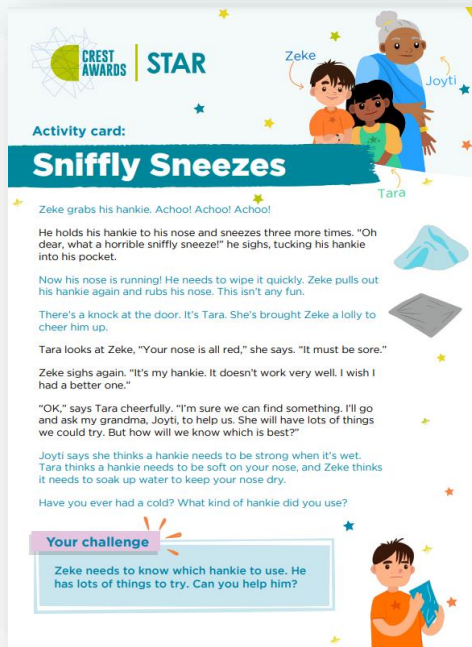 CREST
AWARDS
STAR
Zeke
Joyti
Tara
Activity card:
Sniffly Sneezes
Zeke grabs his hankie. Achoo! Achoo! Achoo!
He holds his hankie to his nose and sneezes three more times. “Oh
dear, what a horrible sniffly sneeze!” he sighs, tucking his hankie
into his pocket.
Now his nose is running! He needs to wipe it quickly. Zeke pulls out
his hankie again and rubs his nose. This isn’t any fun.
There’s a knock at the door. It’s Tara. She’s brought Zeke a lolly to
cheer him up.
Tara looks at Zeke, “Your nose is all red,” she says. “It must be sore.”
Zeke sighs again. “It’s my hankie. It doesn’t work very well. I wish I
had a better one.”
“OK,” says Tara cheerfully. “I’m sure we can find something. I’ll go
and ask my grandma, Joyti, to help us. She will have lots of things
we could try. But how will we know which is best?”
Joyti says she thinks a hankie needs to be strong when it’s wet.
Tara thinks a hankie needs to be soft on your nose, and Zeke thinks
it needs to soak up water to keep your nose dry.
Have you ever had a cold? What kind of hankie did you use?
Your challenge
Zeke needs to know which hankie to use. He
has lots of things to try. Can you help him?